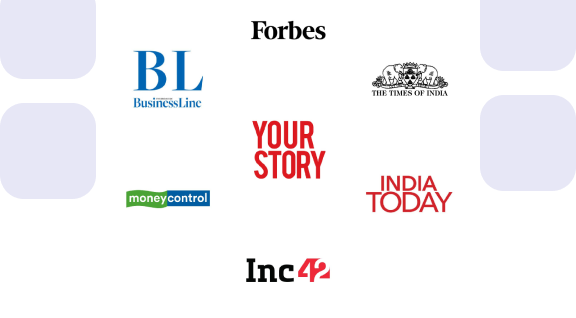 Forbes
BL
BusinessLine
THE TIMES OF INDIA
YOUR
STORY
moneycontrol
INDIA
TODAY
Inc42